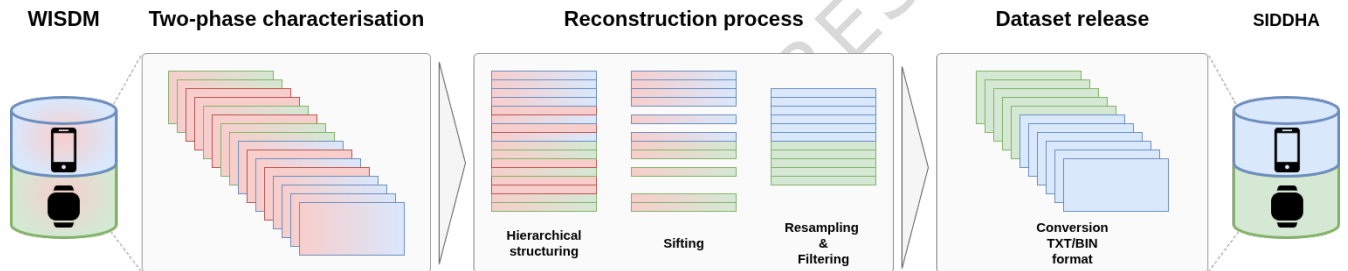 WISDM
Two-phase characterisation
Reconstruction process
Dataset release
SIDDHA
Hierarchical
structuring
Sifting
Resampling
&
Filtering
Conversion
TXT/BIN
format